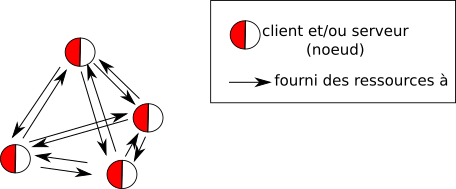 client et/ou serveur
(noeud)
fourni des ressources à